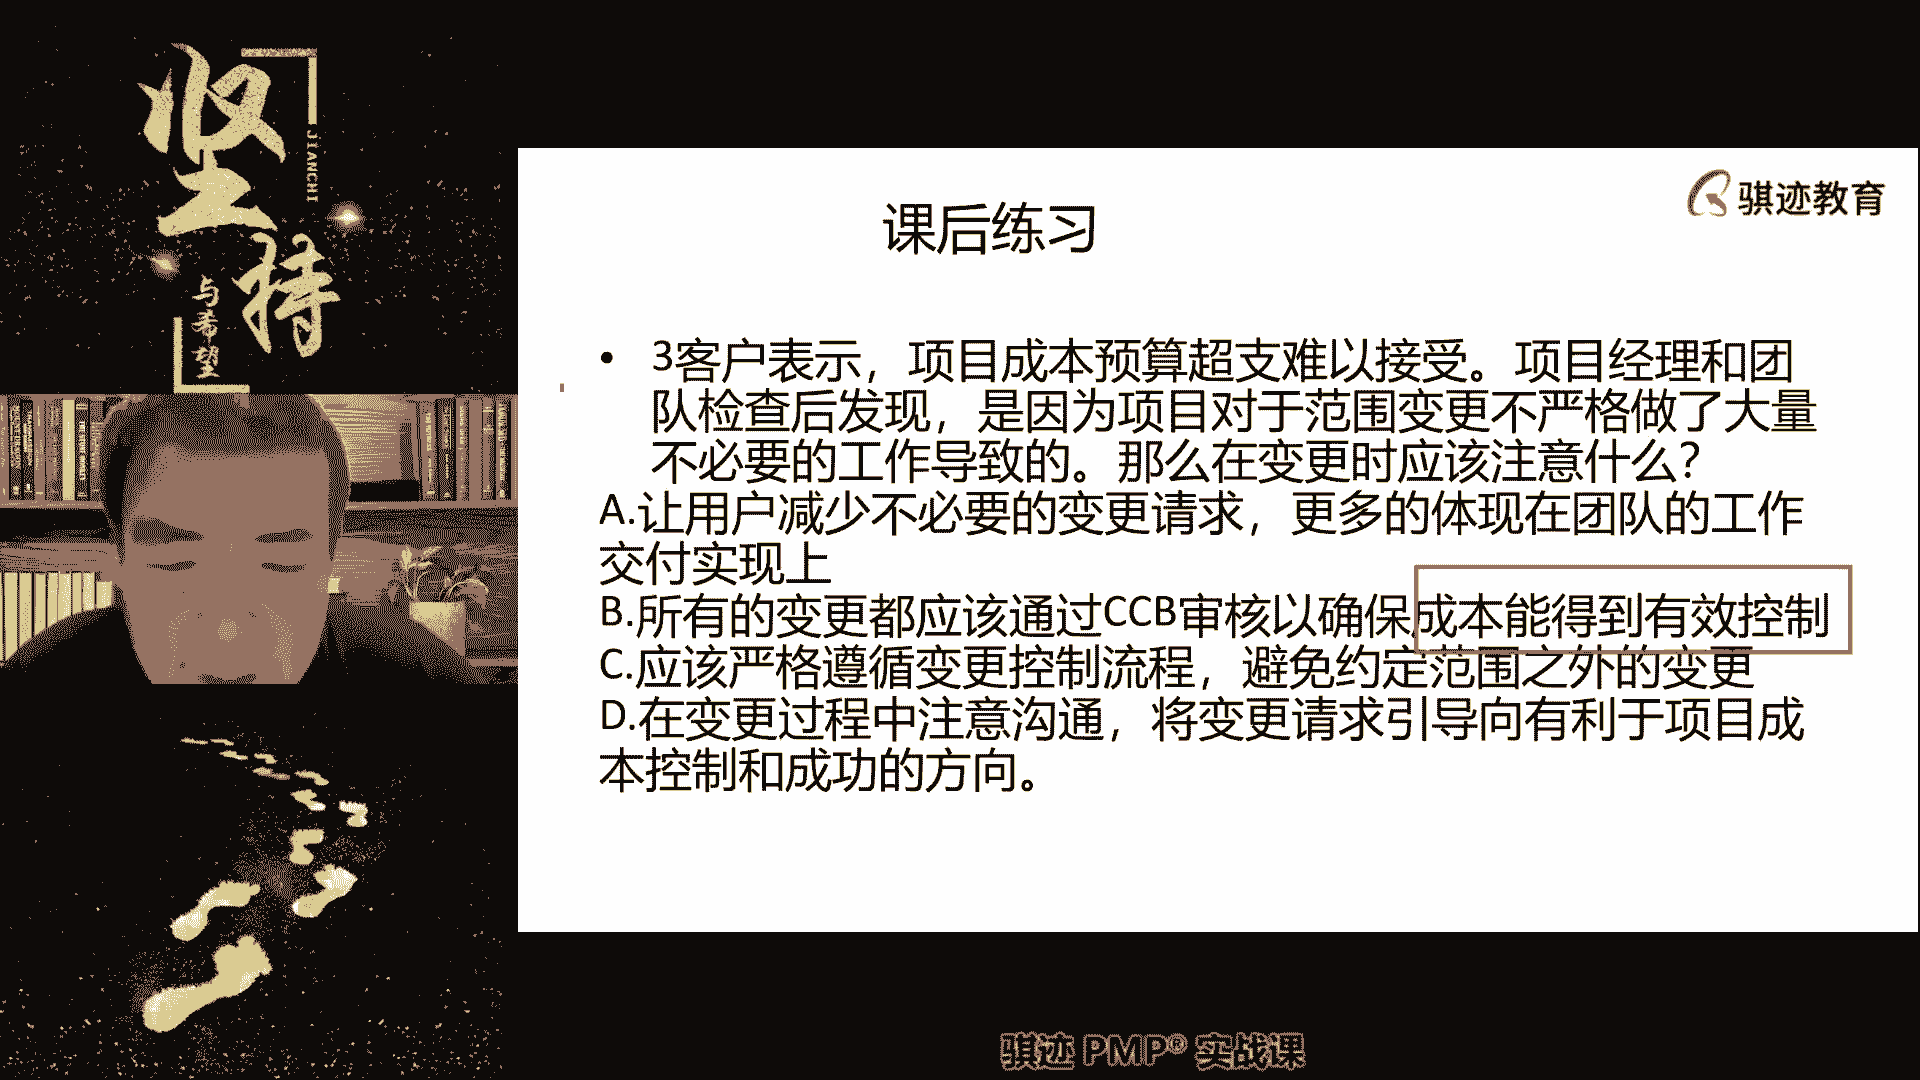 坚持
JIANCHI
与希望
骐迹教育
课后练习
• 3客户表示，项目成本预算超支难以接受。项目经理和团
队检查后发现，是因为项目对于范围变更不严格做了大量
不必要的工作导致的。那么在变更时应该注意什么？
A.让用户减少不必要的变更请求，更多的体现在团队的工作
交付实现上
B.所有的变更都应该通过CCB审核以确保成本能得到有效控制
C.应该严格遵循变更控制流程，避免约定范围之外的变更
D.在变更过程中注意沟通，将变更请求引导向有利于项目成
本控制和成功的方向。
骐迹 PMP® 实战课